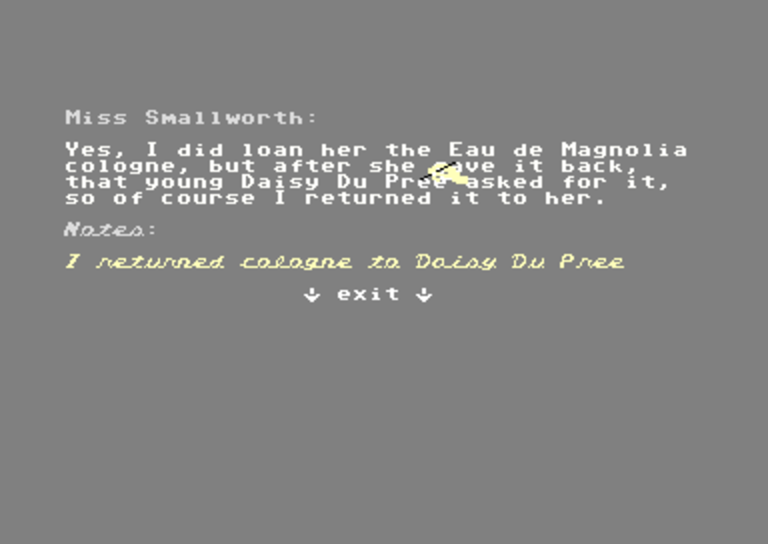 Miss Smallworth:
Yes, I did loan her the Eau de Magnolia
cologne, but after she gave it back,
that young Daisy Du Pree asked for it,
so of course I returned it to her.
Notes:
I returned cologne to Daisy Du Pree
↓ exit ↓